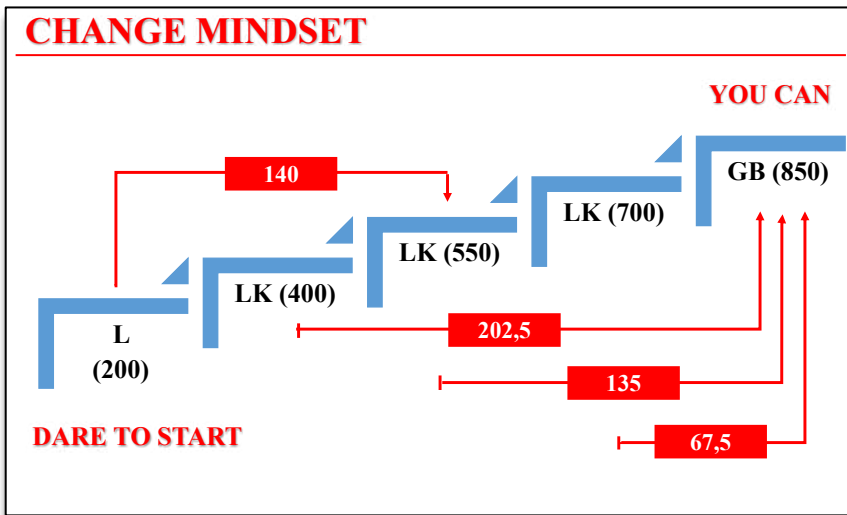 CHANGE MINDSET
YOU CAN
GB (850)
140
LK (700)
LK (550)
LK (400)
L
(200)
202,5
135
DARE TO START
67,5